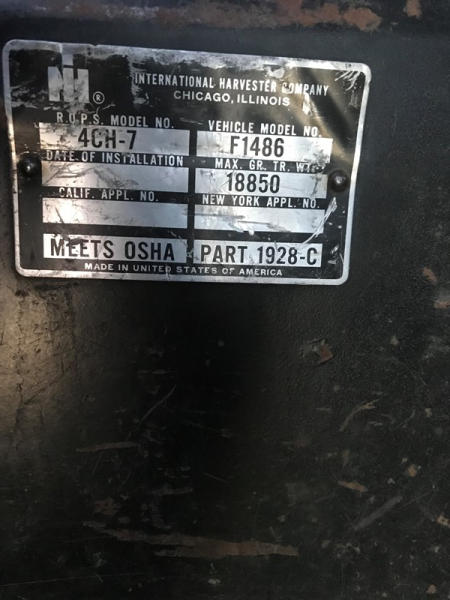 IH ®
INTERNATIONAL HARVESTER COMPANY
CHICAGO, ILLINOIS
R.O.P.S. MODEL NO. VEHICLE MODEL NO.
4CH-7 F1486
DATE OF INSTALLATION MAX. GR. TR. WT.
18850
CALIF. APPL. NO. NEW YORK APPL. NO.
MEETS OSHA PART 1928-C
MADE IN UNITED STATES OF AMERICA